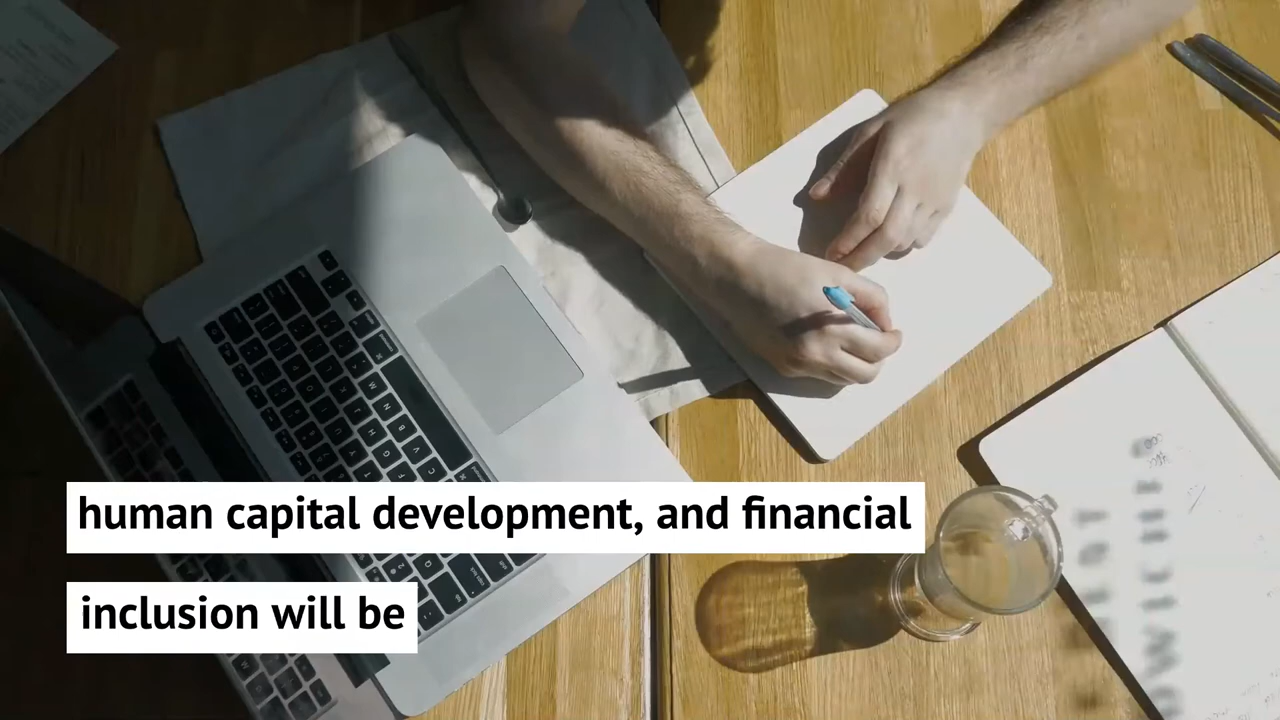 human capital development, and financial
inclusion will be